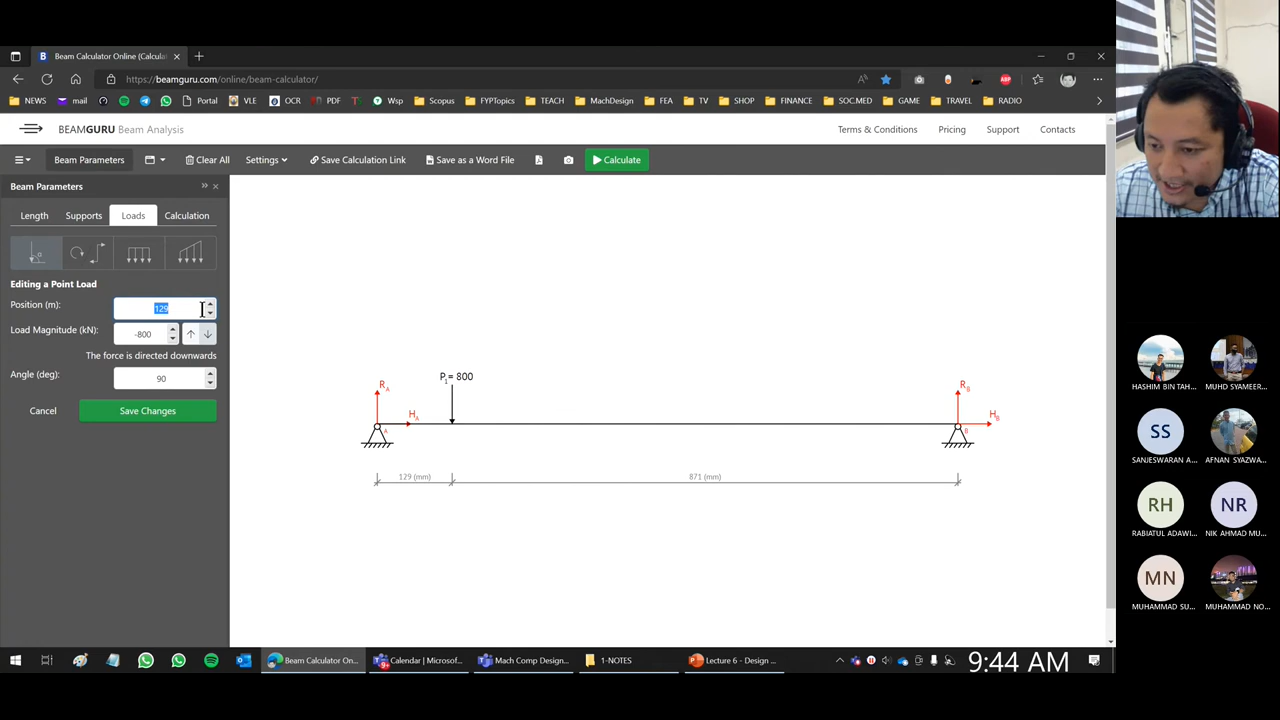 Beam Calculator Online (Calcula
https://beamguru.com/online/beam-calculator/
NEWS mail Portal VLE OCR PDF Wsp Scopus FYPTopics TEACH MachDesign FEA TV SHOP FINANCE SOCMED GAME TRAVEL RADIO
BEAMGURU Beam Analysis
Terms & Conditions Pricing Support Contacts
Beam Parameters Clear All Settings Save Calculation Link Save as a Word File Calculate
Beam Parameters
Length Supports Loads Calculation
Editing a Point Load
Position (m): 129
Load Magnitude (kN): -800
The force is directed downwards
Angle (deg): 90
Cancel Save Changes
P1= 800
RA RB
HA HB
A B
129 (mm) 871 (mm)
HASHIM BIN TAH... MUHD SYAMEER...
SS
SANJESWARAN A... AFNAN SYAZWA...
RH NR
RABIATUL ADAWI... NIK AHMAD MU...
MN
MUHAMMAD SU... MUHAMMAD NO...
Beam Calculator On... Calendar | Microsof... Mach Comp Design... 1-NOTES Lecture 6 - Design ... 9:44 AM